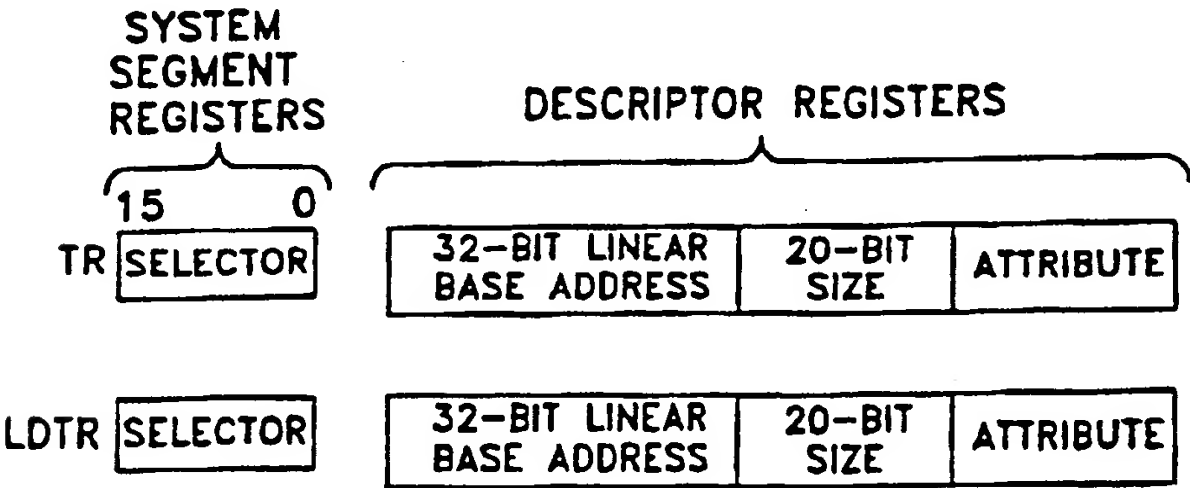 SYSTEM
SEGMENT
REGISTERS
DESCRIPTOR REGISTERS
15 0
TR SELECTOR 32-BIT LINEAR BASE ADDRESS 20-BIT SIZE ATTRIBUTE
LDTR SELECTOR 32-BIT LINEAR BASE ADDRESS 20-BIT SIZE ATTRIBUTE